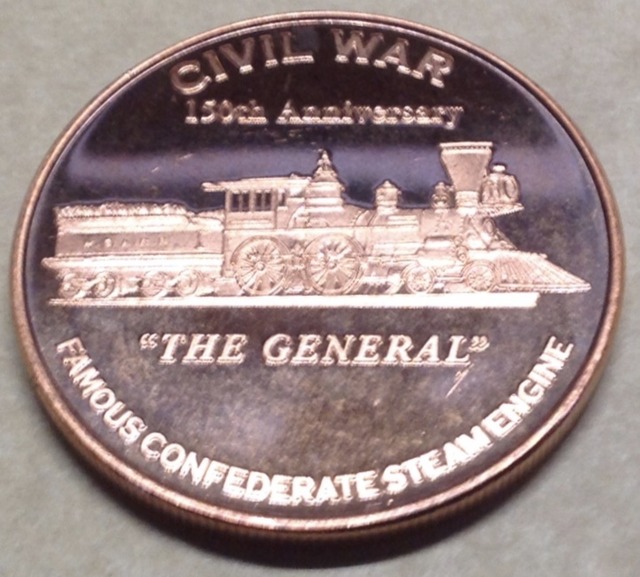 CIVIL WAR
150th Anniversary
"THE GENERAL"
FAMOUS CONFEDERATE STEAM ENGINE